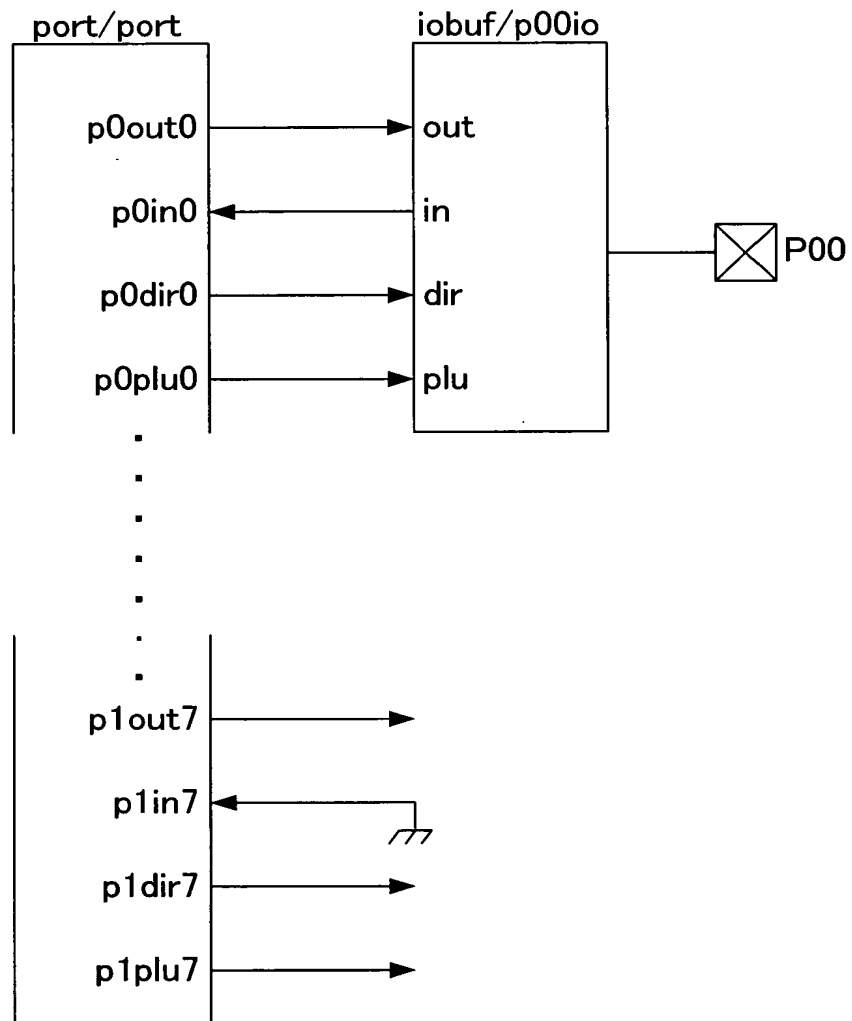 port/port iobuf/p00io
p0out0 out
p0in0 in
P00
p0dir0 dir
p0plu0 plu
p1out7
p1in7
p1dir7
p1plu7